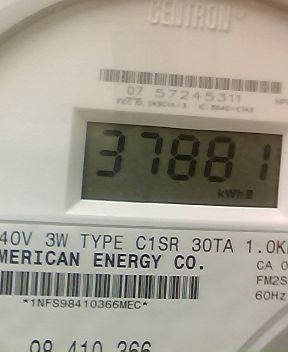 CENTRON®
07 57245311
37881
kWh
40V 3W TYPE C1SR 30TA 1.0K
MERICAN ENERGY CO.
CA 0
FM2S
*1NFS98410366MEC*
60Hz
98 410 366